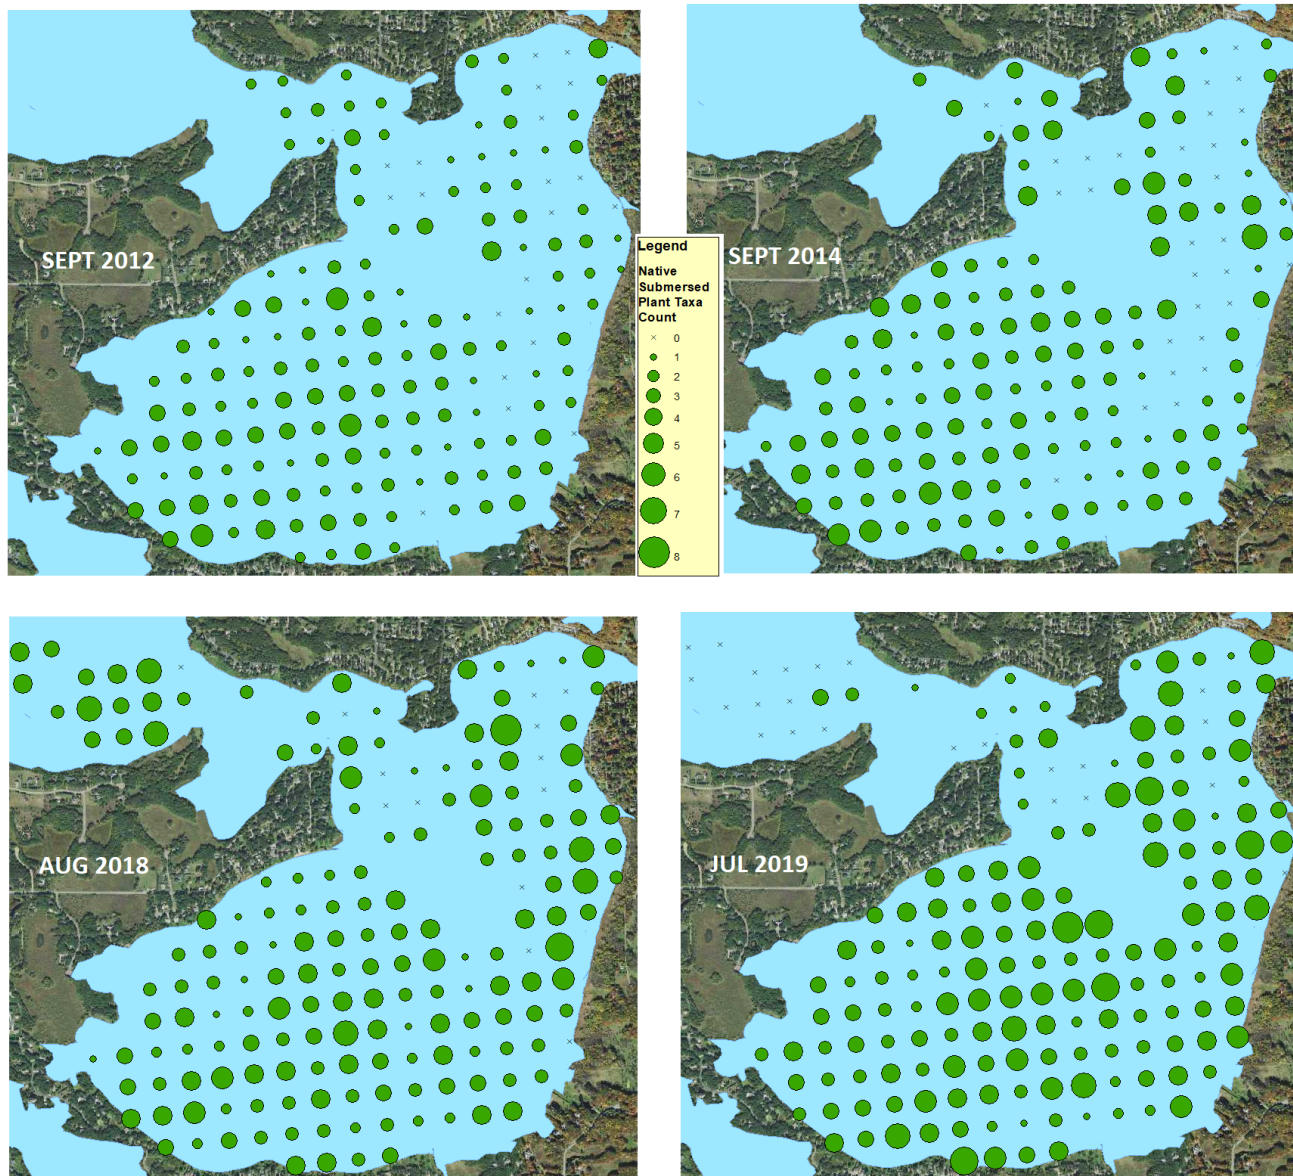 SEPT 2012
Legend
Native
Submersed
Plant Taxa
Count
0
1
2
3
4
5
6
7
8
SEPT 2014
AUG 2018
JUL 2019